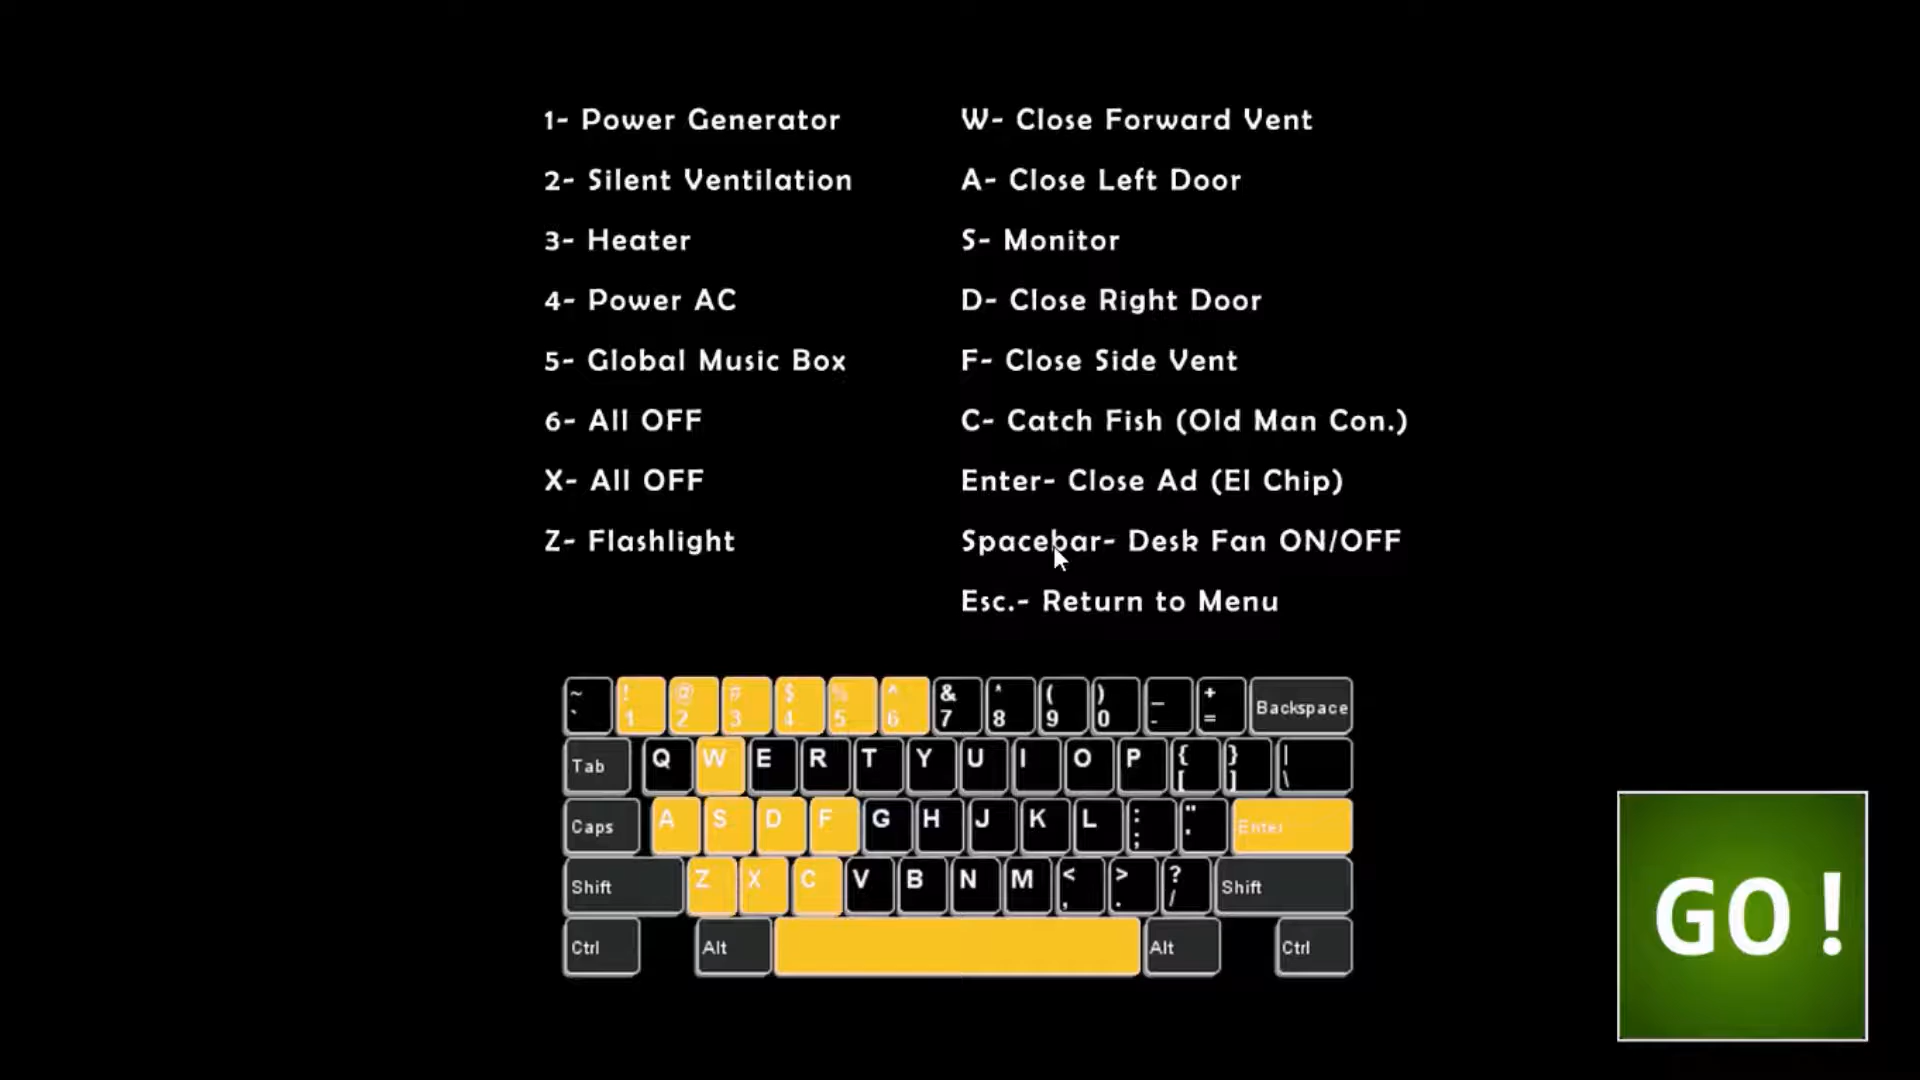 1- Power Generator
2- Silent Ventilation
3- Heater
4- Power AC
5- Global Music Box
6- All OFF
X- All OFF
Z- Flashlight
W- Close Forward Vent
A- Close Left Door
S- Monitor
D- Close Right Door
F- Close Side Vent
C- Catch Fish (Old Man Con.)
Enter- Close Ad (El Chip)
Spacebar- Desk Fan ON/OFF
Esc.- Return to Menu
~ ! @ # $ % ^ & * ( ) _ +
` 1 2 3 4 5 6 7 8 9 0 - = Backspace
Tab Q W E R T Y U I O P { } |
[ ] \
Caps A S D F G H J K L : " Enter
; '
Shift Z X C V B N M < > ? Shift
, . /
Ctrl Alt Alt Ctrl
GO!